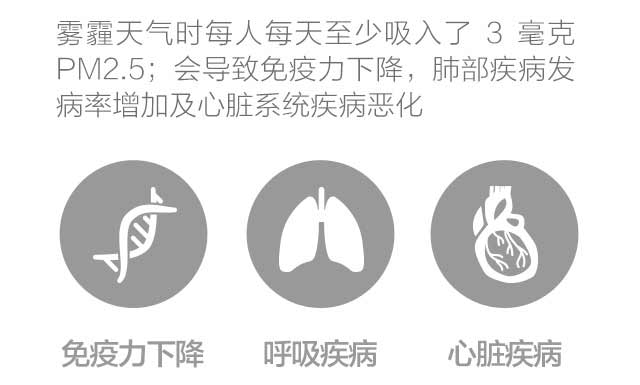 雾霾天气时每人每天至少吸入了 3 毫克
PM2.5；会导致免疫力下降，肺部疾病发
病率增加及心脏系统疾病恶化
免疫力下降 呼吸疾病 心脏疾病